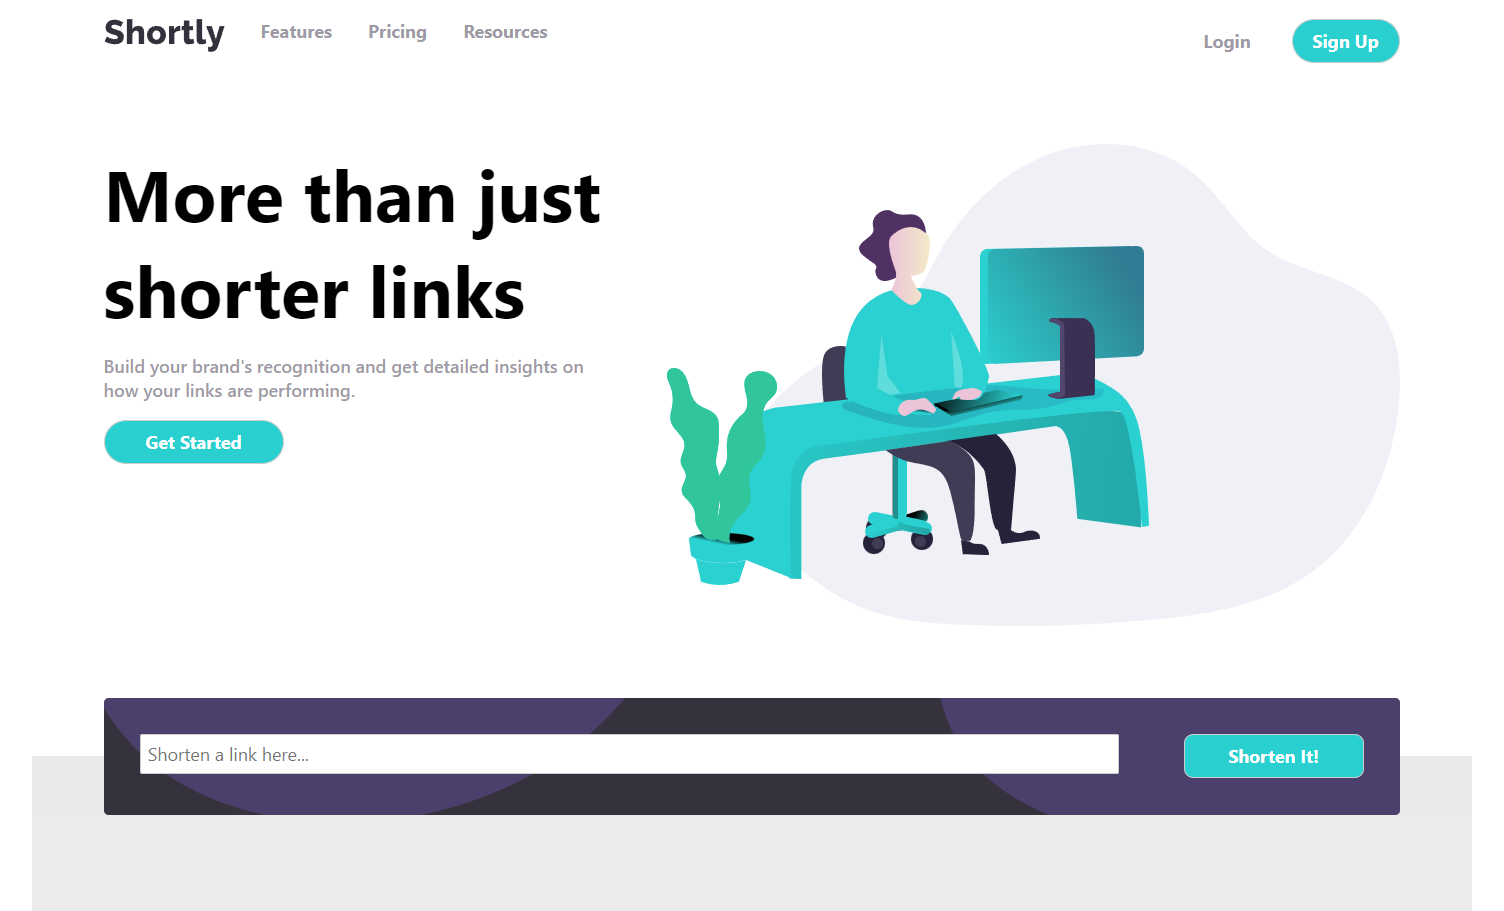 Shortly Features Pricing Resources Login Sign Up
More than just
shorter links
Build your brand's recognition and get detailed insights on
how your links are performing.
Get Started
Shorten a link here...
Shorten It!